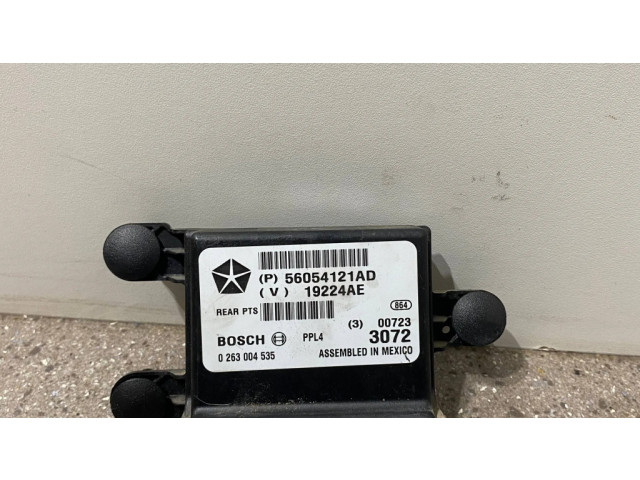 (P) 56054121AD
(V) 19224AE
REAR PTS
864
(3) 00723
BOSCH PPL4 3072
0 263 004 535 ASSEMBLED IN MEXICO